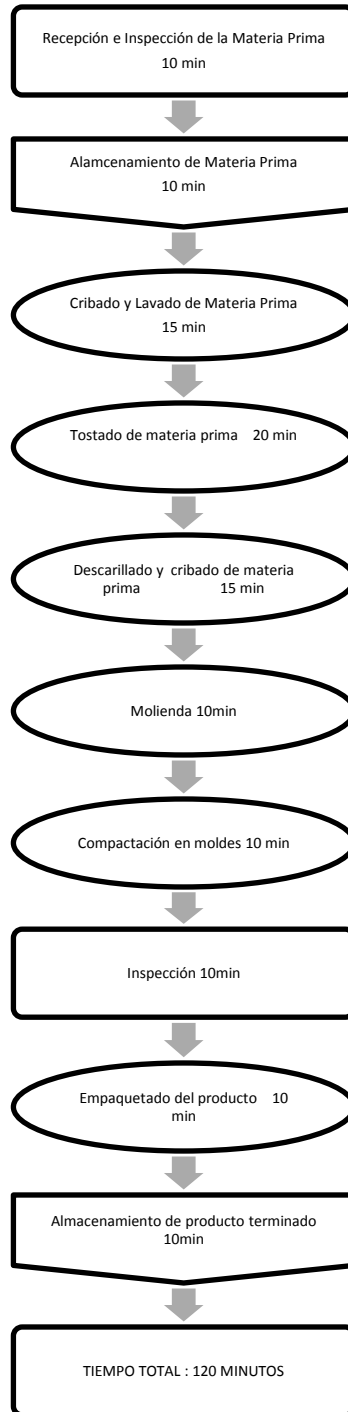 Recepción e Inspección de la Materia Prima
10 min
Alamcenamiento de Materia Prima
10 min
Cribado y Lavado de Materia Prima
15 min
Tostado de materia prima 20 min
Descarillado y cribado de materia
prima 15 min
Molienda 10min
Compactación en moldes 10 min
Inspección 10min
Empaquetado del producto 10
min
Almacenamiento de producto terminado
10min
TIEMPO TOTAL : 120 MINUTOS